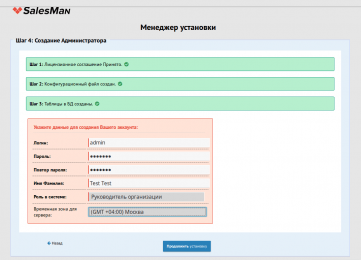 SalesMan
Менеджер установки
Шаг 4: Создание Администратора
Шаг 1: Лицензионное соглашение Принято.
Шаг 2: Конфигурационный файл создан.
Шаг 3: Таблицы в БД созданы.
Укажите данные для создания Вашего аккаунта:
Логин: admin
Пароль: •••••••
Повтор пароля: •••••••
Имя Фамилия: Test Test
Роль в системе: Руководитель организации
Временная зона для сервера: (GMT +04:00) Москва
Назад
Продолжить установку